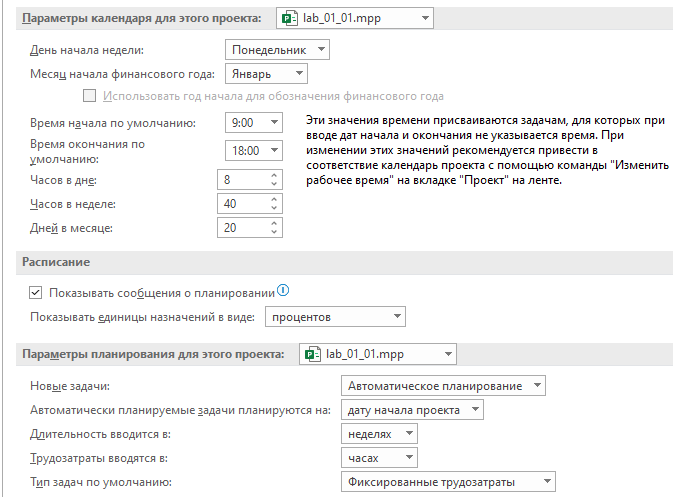 Параметры календаря для этого проекта: lab_01_01.mpp
День начала недели: Понедельник
Месяц начала финансового года: Январь
Использовать год начала для обозначения финансового года
Время начала по умолчанию: 9:00
Время окончания по умолчанию: 18:00
Эти значения времени присваиваются задачам, для которых при
вводе дат начала и окончания не указывается время. При
изменении этих значений рекомендуется привести в
соответствие календарь проекта с помощью команды "Изменить
рабочее время" на вкладке "Проект" на ленте.
Часов в дне: 8
Часов в неделе: 40
Дней в месяце: 20
Расписание
Показывать сообщения о планировании
Показывать единицы назначений в виде: процентов
Параметры планирования для этого проекта: lab_01_01.mpp
Новые задачи: Автоматическое планирование
Автоматически планируемые задачи планируются на: дату начала проекта
Длительность вводится в: неделях
Трудозатраты вводятся в: часах
Тип задач по умолчанию: Фиксированные трудозатраты